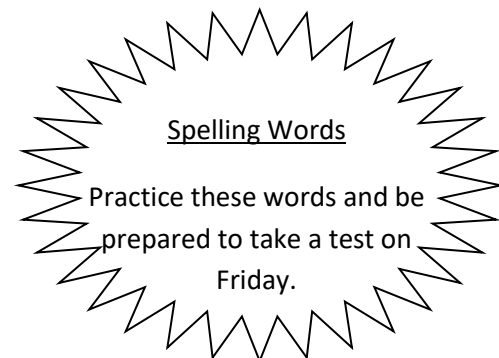 Spelling Words
Practice these words and be
prepared to take a test on
Friday.